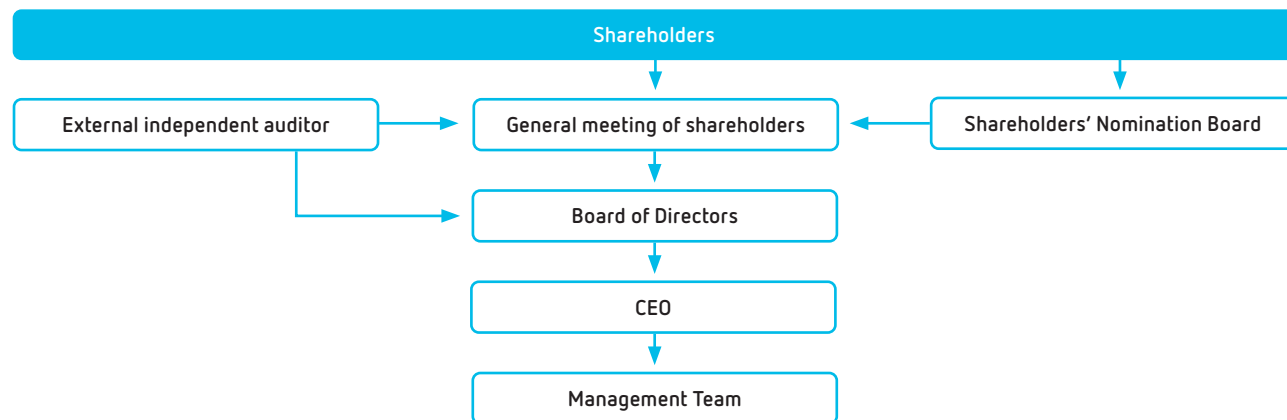 Shareholders
External independent auditor
General meeting of shareholders
Shareholders’ Nomination Board
Board of Directors
CEO
Management Team